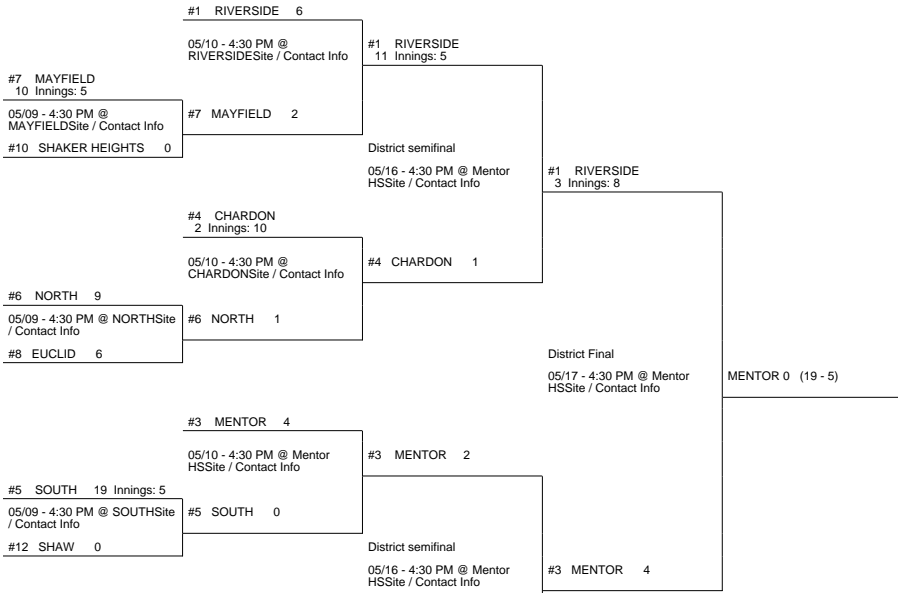 #1 RIVERSIDE 6
05/10 - 4:30 PM @
RIVERSIDESite / Contact Info
#1 RIVERSIDE
11 Innings: 5
#7 MAYFIELD
10 Innings: 5
05/09 - 4:30 PM @
MAYFIELDSite / Contact Info
#7 MAYFIELD 2
#10 SHAKER HEIGHTS 0
District semifinal
05/16 - 4:30 PM @ Mentor
HSSite / Contact Info
#1 RIVERSIDE
3 Innings: 8
#4 CHARDON
2 Innings: 10
05/10 - 4:30 PM @
CHARDONSite / Contact Info
#4 CHARDON 1
#6 NORTH 9
05/09 - 4:30 PM @ NORTHSite
/ Contact Info
#6 NORTH 1
#8 EUCLID 6
District Final
05/17 - 4:30 PM @ Mentor
HSSite / Contact Info
MENTOR 0 (19 - 5)
#3 MENTOR 4
05/10 - 4:30 PM @ Mentor
HSSite / Contact Info
#3 MENTOR 2
#5 SOUTH 19 Innings: 5
05/09 - 4:30 PM @ SOUTHSite
/ Contact Info
#5 SOUTH 0
#12 SHAW 0
District semifinal
05/16 - 4:30 PM @ Mentor
HSSite / Contact Info
#3 MENTOR 4